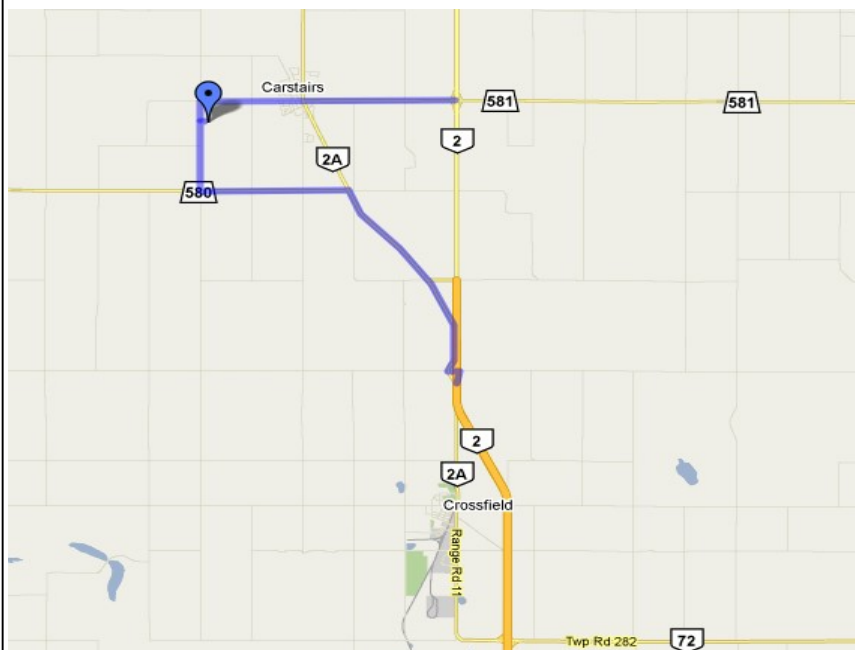 Carstairs
581
581
2
2A
580
2
2A
Crossfield
Range Rd 11
Twp Rd 282
72